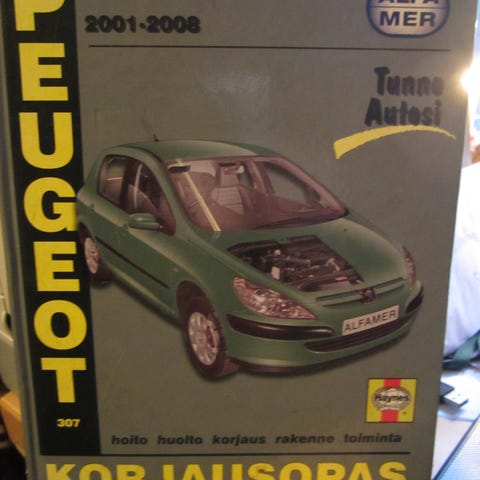 PEUGEOT
2001-2008
ALFA
MER
Tunne
Autosi
ALFAMER
Haynes
307
hoito huolto korjaus rakenne toiminta
KORJAUSOPAS